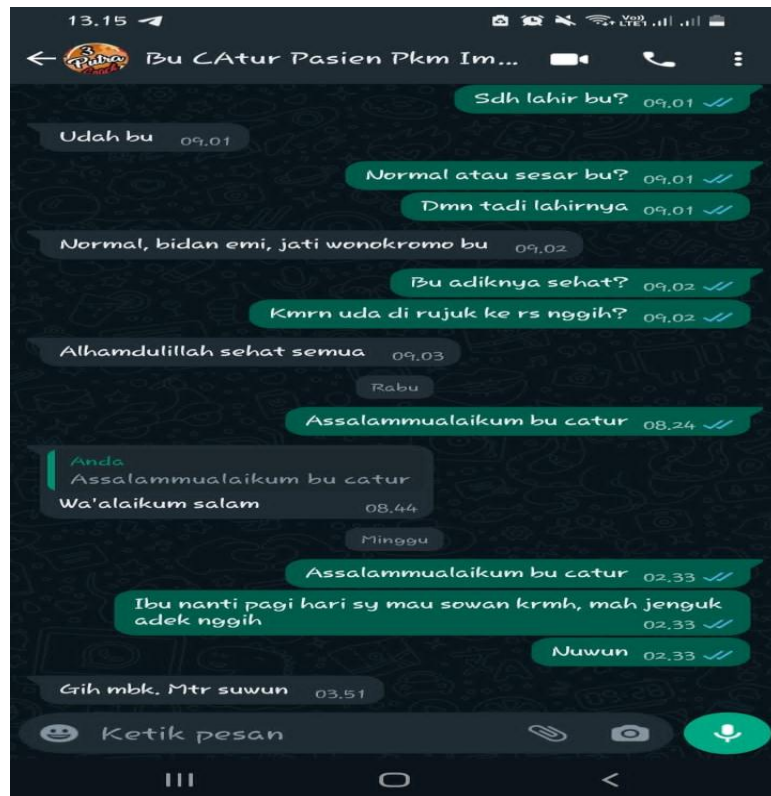 13.15
Vo))
LTE1
3
Putra
Bu CAtur Pasien Pkm Im...
Sdh lahir bu? 09.01
Udah bu 09.01
Normal atau sesar bu? 09.01
Dmn tadi lahirnya 09.01
Normal, bidan emi, jati wonokromo bu 09.02
Bu adiknya sehat? 09.02
Kmrn uda di rujuk ke rs nggih? 09.02
Alhamdulillah sehat semua 09.03
Rabu
Assalammualaikum bu catur 08.24
Anda
Assalammualaikum bu catur
Wa'alaikum salam 08.44
Minggu
Assalammualaikum bu catur 02.33
Ibu nanti pagi hari sy mau sowan krmh, mah jenguk
adek nggih 02.33
Nuwun 02.33
Gih mbk. Mtr suwun 03.51
Ketik pesan